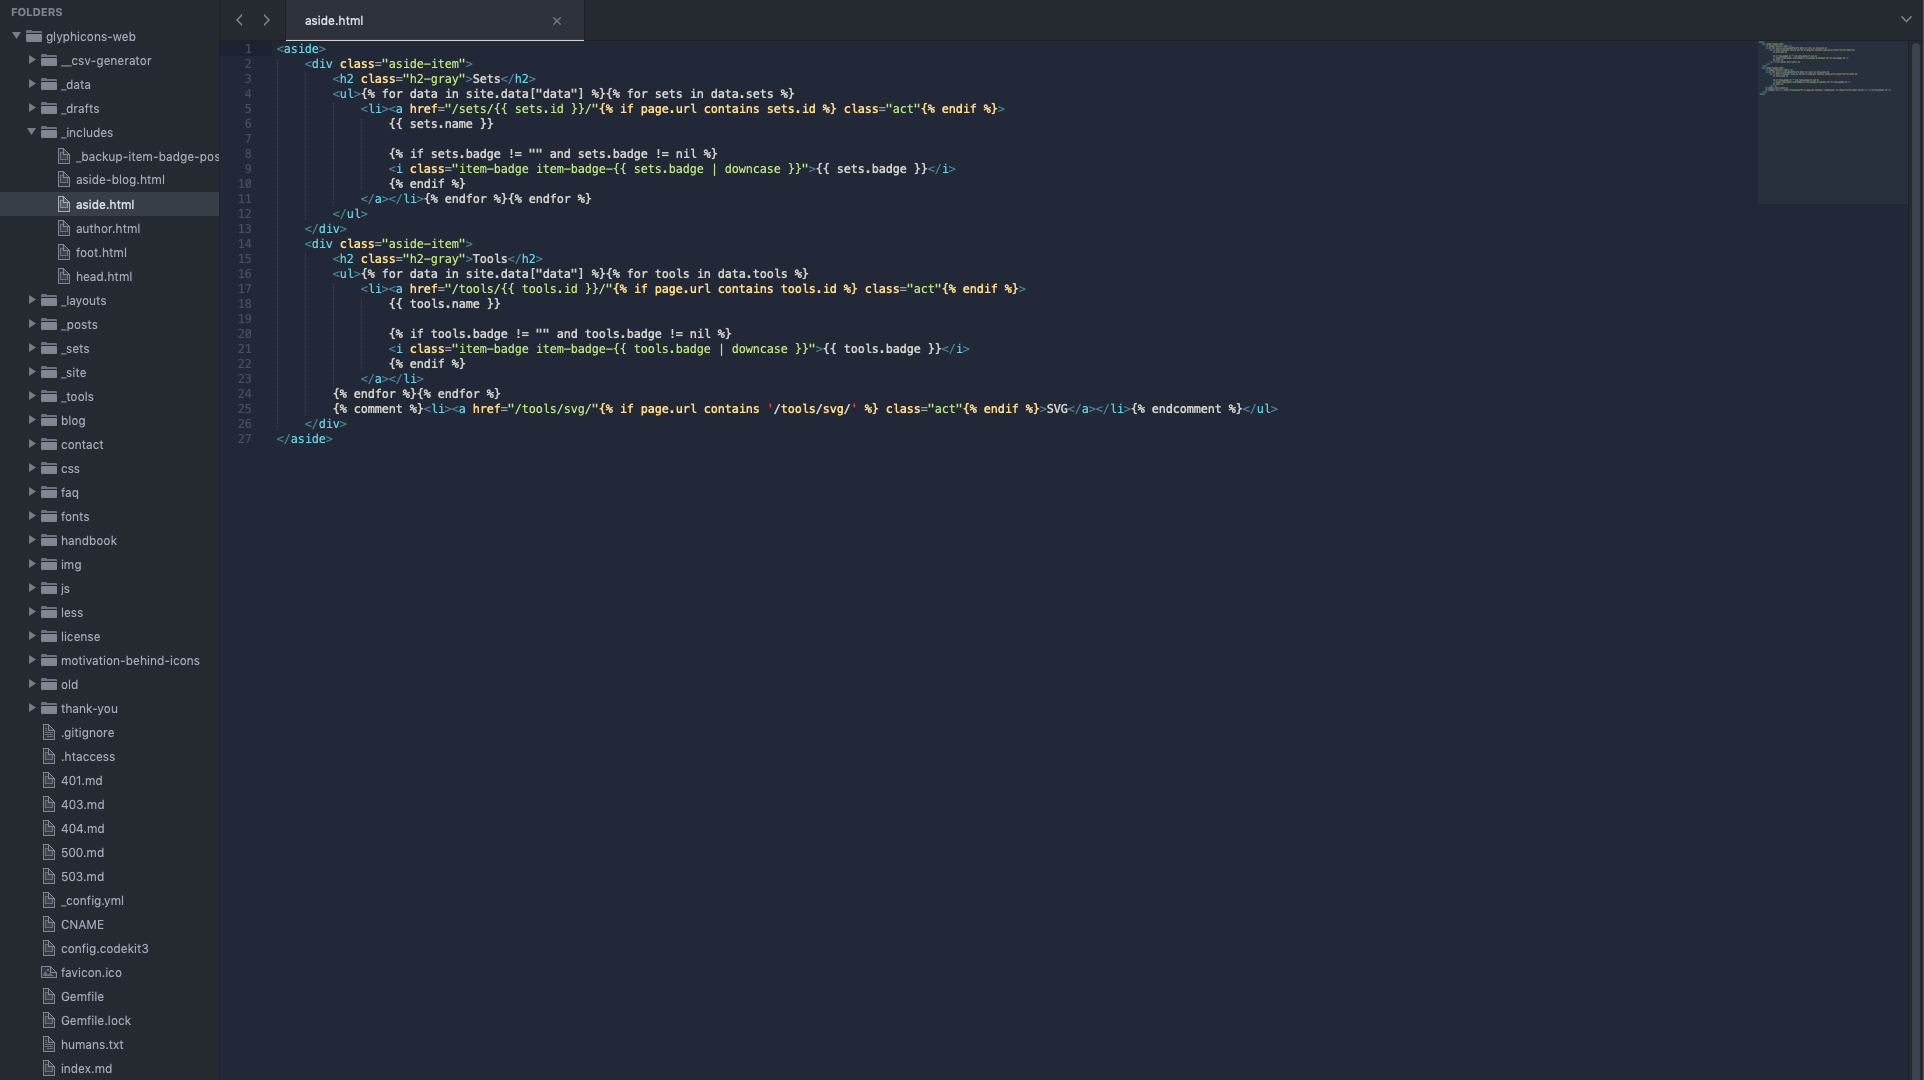 FOLDERS
glyphicons-web
__csv-generator
_data
_drafts
_includes
_backup-item-badge-pos
aside-blog.html
aside.html
author.html
foot.html
head.html
_layouts
_posts
_sets
_site
_tools
blog
contact
css
faq
fonts
handbook
img
js
less
license
motivation-behind-icons
old
thank-you
.gitignore
.htaccess
401.md
403.md
404.md
500.md
503.md
_config.yml
CNAME
config.codekit3
favicon.ico
Gemfile
Gemfile.lock
humans.txt
index.md
aside.html
1 <aside>
2 <div class="aside-item">
3 <h2 class="h2-gray">Sets</h2>
4 <ul>{% for data in site.data["data"] %}{% for sets in data.sets %}
5 <li><a href="/sets/{{ sets.id }}/"{% if page.url contains sets.id %} class="act"{% endif %}>
6 {{ sets.name }}
7
8 {% if sets.badge != "" and sets.badge != nil %}
9 <i class="item-badge item-badge-{{ sets.badge | downcase }}">{{ sets.badge }}</i>
10 {% endif %}
11 </a></li>{% endfor %}{% endfor %}
12 </ul>
13 </div>
14 <div class="aside-item">
15 <h2 class="h2-gray">Tools</h2>
16 <ul>{% for data in site.data["data"] %}{% for tools in data.tools %}
17 <li><a href="/tools/{{ tools.id }}/"{% if page.url contains tools.id %} class="act"{% endif %}>
18 {{ tools.name }}
19
20 {% if tools.badge != "" and tools.badge != nil %}
21 <i class="item-badge item-badge-{{ tools.badge | downcase }}">{{ tools.badge }}</i>
22 {% endif %}
23 </a></li>
24 {% endfor %}{% endfor %}
25 {% comment %}<li><a href="/tools/svg/"{% if page.url contains '/tools/svg/' %} class="act"{% endif %}>SVG</a></li>{% endcomment %}</ul>
26 </div>
27 </aside>